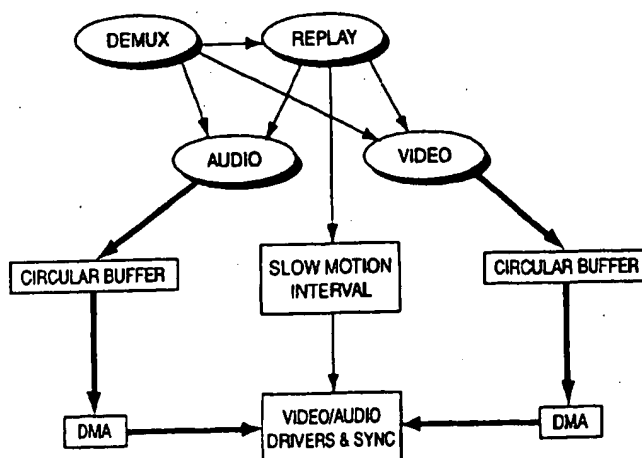 DEMUX
REPLAY
AUDIO
VIDEO
CIRCULAR BUFFER
SLOW MOTION
INTERVAL
CIRCULAR BUFFER
DMA
VIDEO/AUDIO
DRIVERS & SYNC
DMA